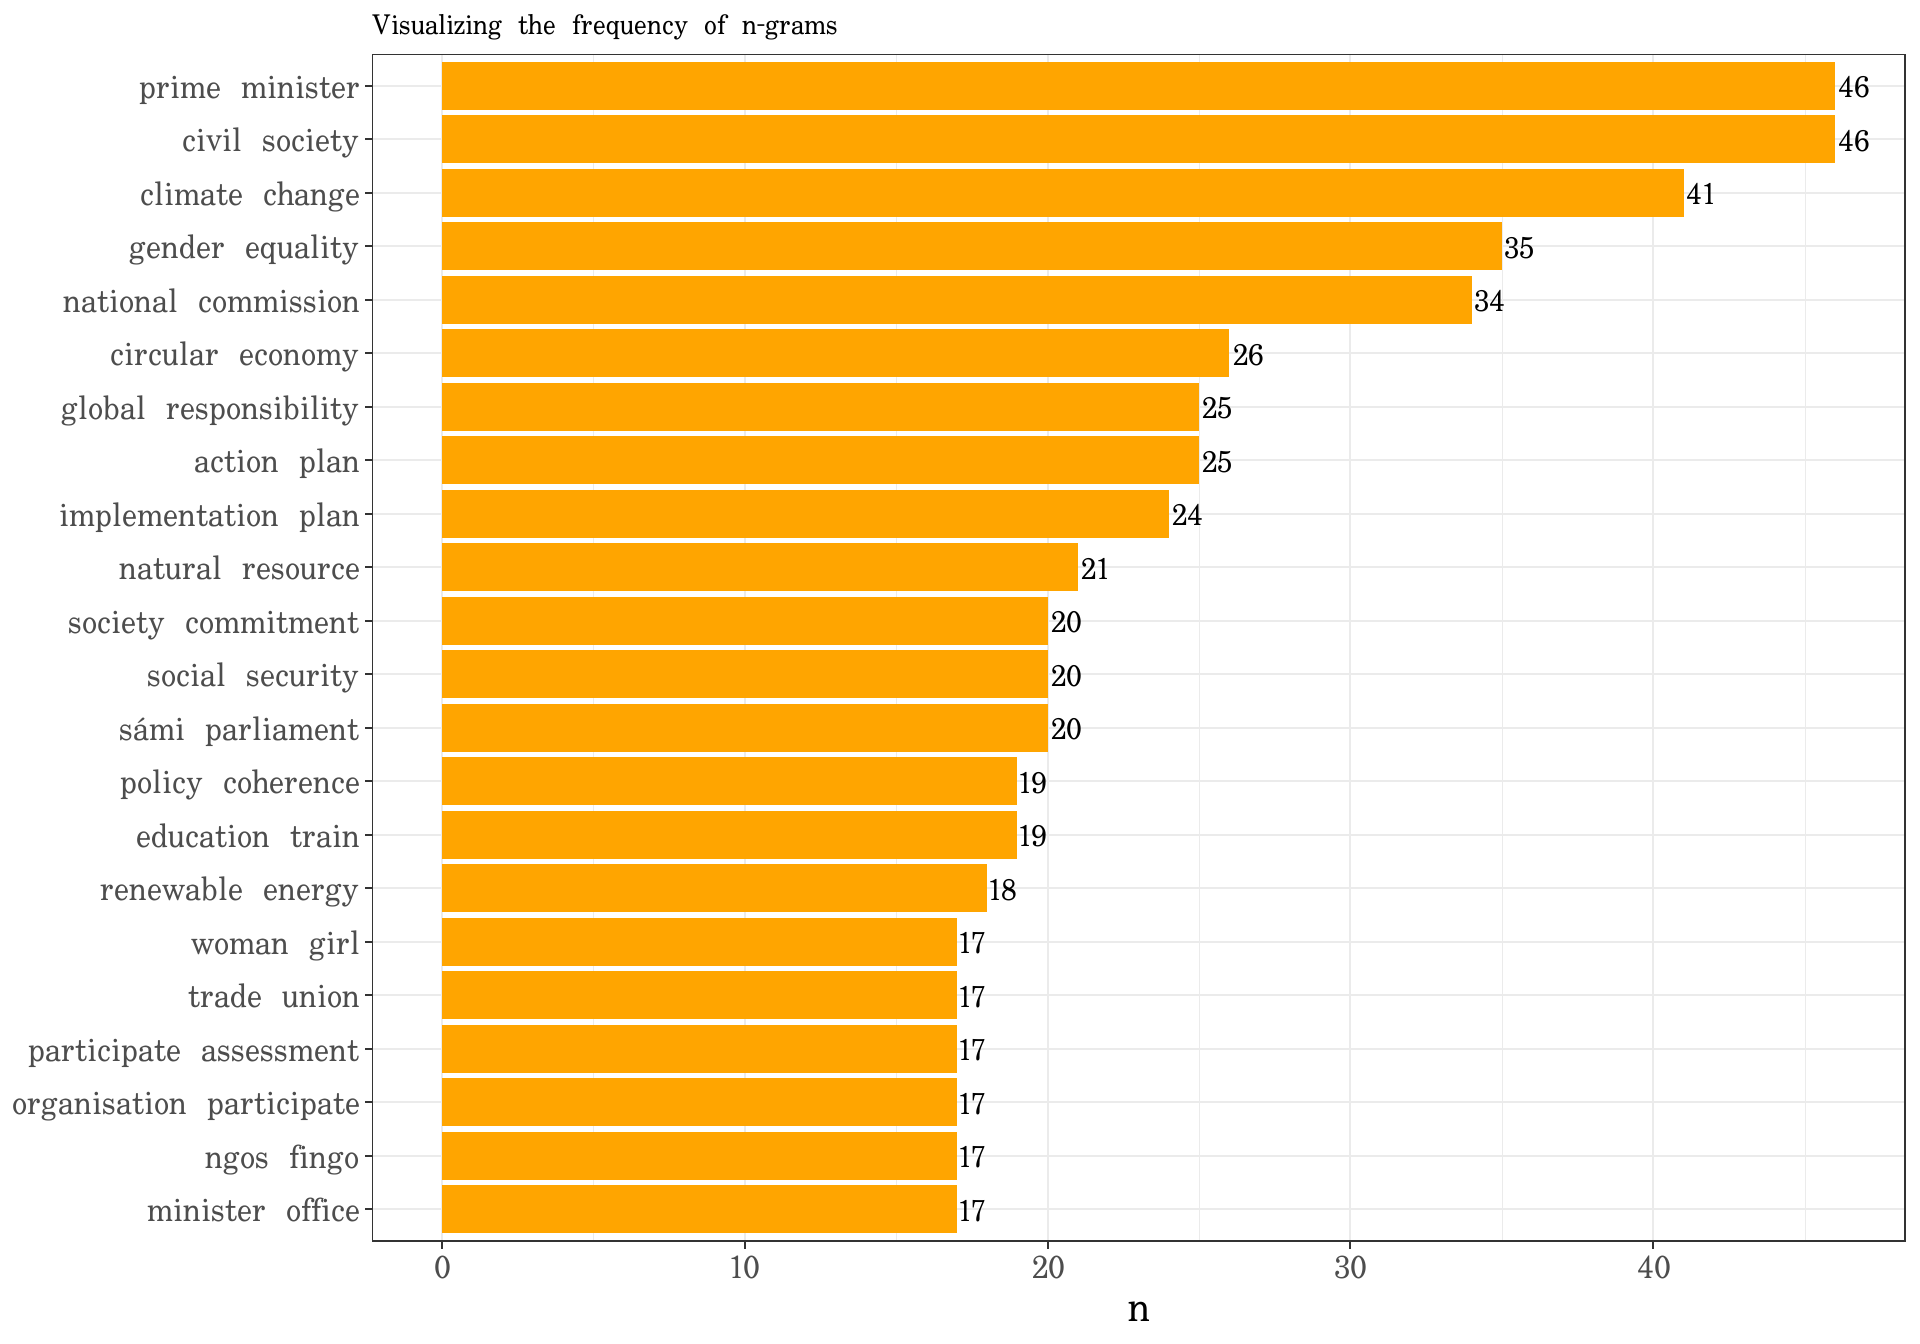 Visualizing the frequency of n-grams
prime minister 46
civil society 46
climate change 41
gender equality 35
national commission 34
circular economy 26
global responsibility 25
action plan 25
implementation plan 24
natural resource 21
society commitment 20
social security 20
sámi parliament 20
policy coherence 19
education train 19
renewable energy 18
woman girl 17
trade union 17
participate assessment 17
organisation participate 17
ngos fingo 17
minister office 17
0 10 20 30 40
n